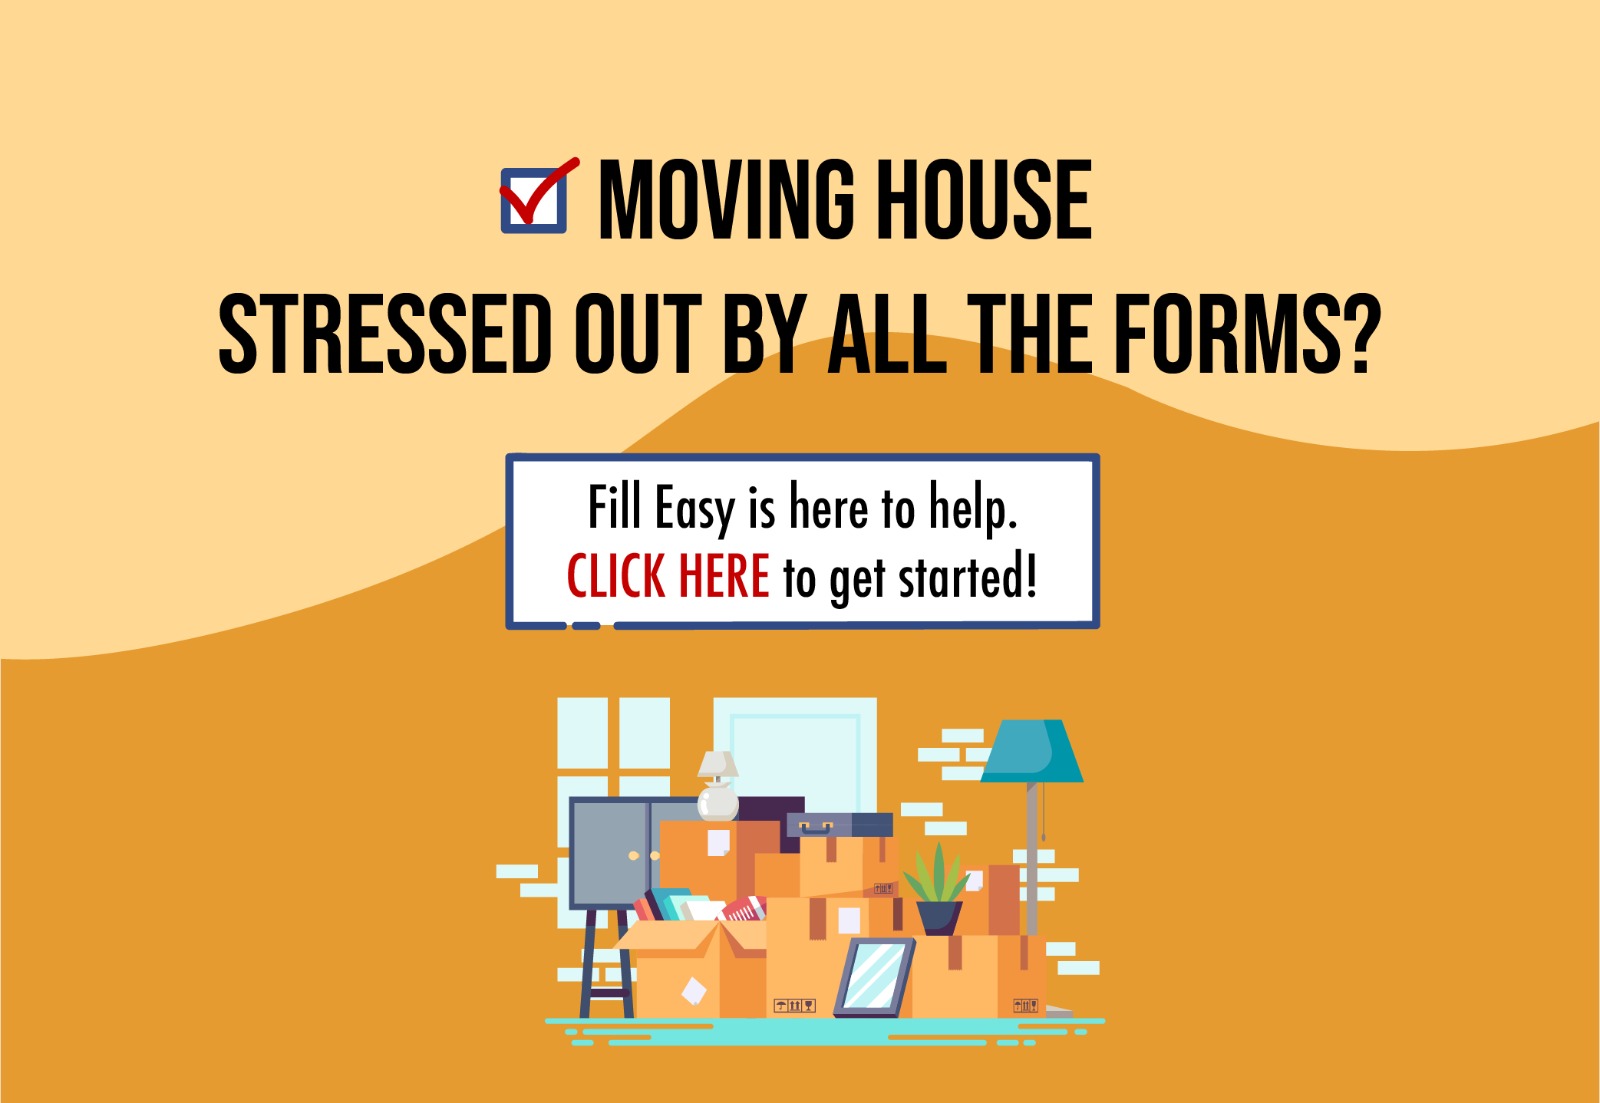 MOVING HOUSE
STRESSED OUT BY ALL THE FORMS?
Fill Easy is here to help.
CLICK HERE to get started!